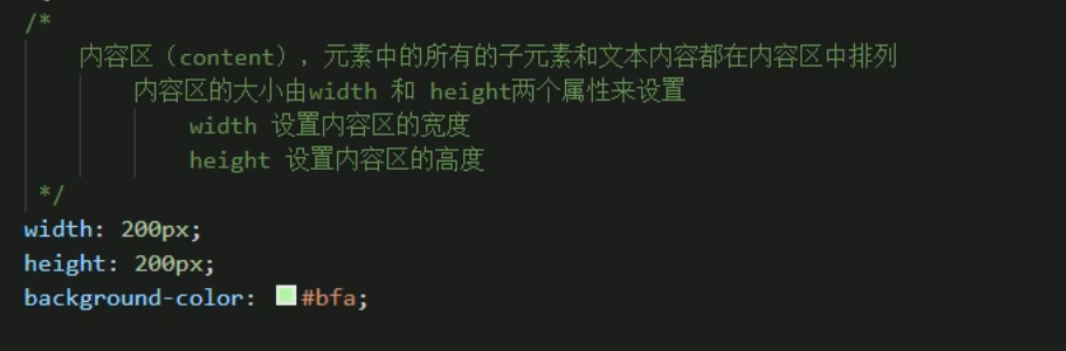 /*
内容区（content），元素中的所有的子元素和文本内容都在内容区中排列
内容区的大小由width 和 height两个属性来设置
width 设置内容区的宽度
height 设置内容区的高度
*/
width: 200px;
height: 200px;
background-color: #bfa;